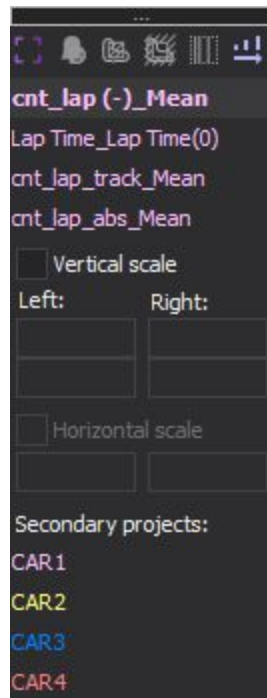 ...
cnt_lap (-)_Mean
Lap Time_Lap Time(0)
cnt_lap_track_Mean
cnt_lap_abs_Mean
Vertical scale
Left: Right:
Horizontal scale
Secondary projects:
CAR1
CAR2
CAR3
CAR4